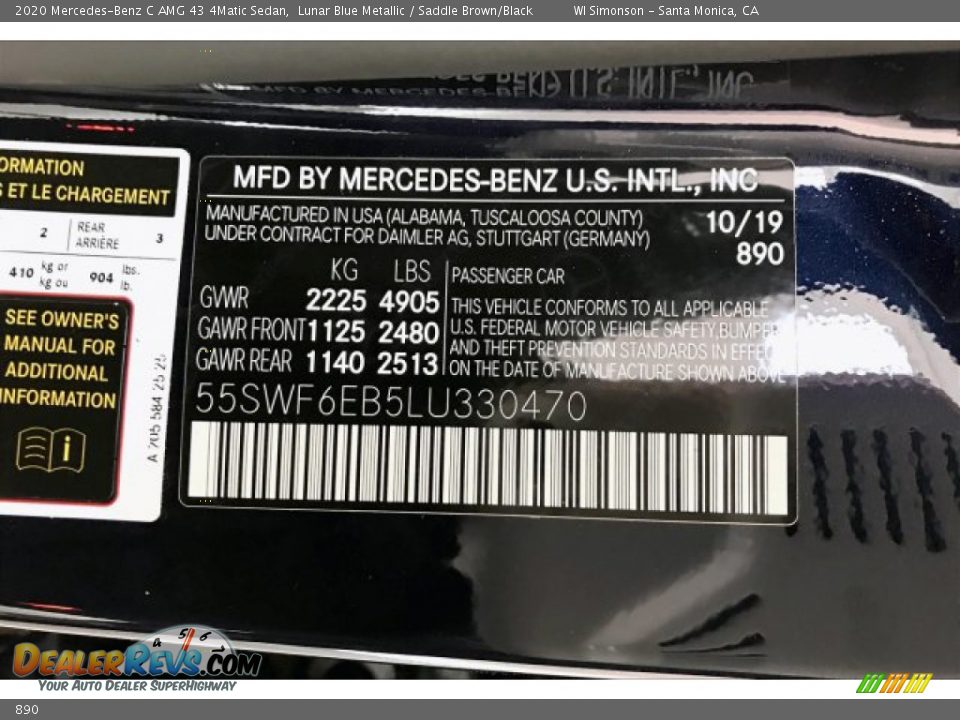 2020 Mercedes-Benz C AMG 43 4Matic Sedan, Lunar Blue Metallic / Saddle Brown/Black WI Simonson - Santa Monica, CA
ORMATION
S ET LE CHARGEMENT
2 REAR ARRIÈRE 3
410 kg or kg ou 904 lbs. lb.
SEE OWNER'S
MANUAL FOR
ADDITIONAL
INFORMATION
A 205 584 25 25
MFD BY MERCEDES-BENZ U.S. INTL., INC
MANUFACTURED IN USA (ALABAMA, TUSCALOOSA COUNTY) 10/19
UNDER CONTRACT FOR DAIMLER AG, STUTTGART (GERMANY) 890
KG LBS
GVWR 2225 4905
GAWR FRONT 1125 2480
GAWR REAR 1140 2513
PASSENGER CAR
THIS VEHICLE CONFORMS TO ALL APPLICABLE
U.S. FEDERAL MOTOR VEHICLE SAFETY, BUMPER
AND THEFT PREVENTION STANDARDS IN EFFECT
ON THE DATE OF MANUFACTURE SHOWN ABOVE
55SWF6EB5LU330470
DealerRevs.com
Your Auto Dealer SuperHighway
890